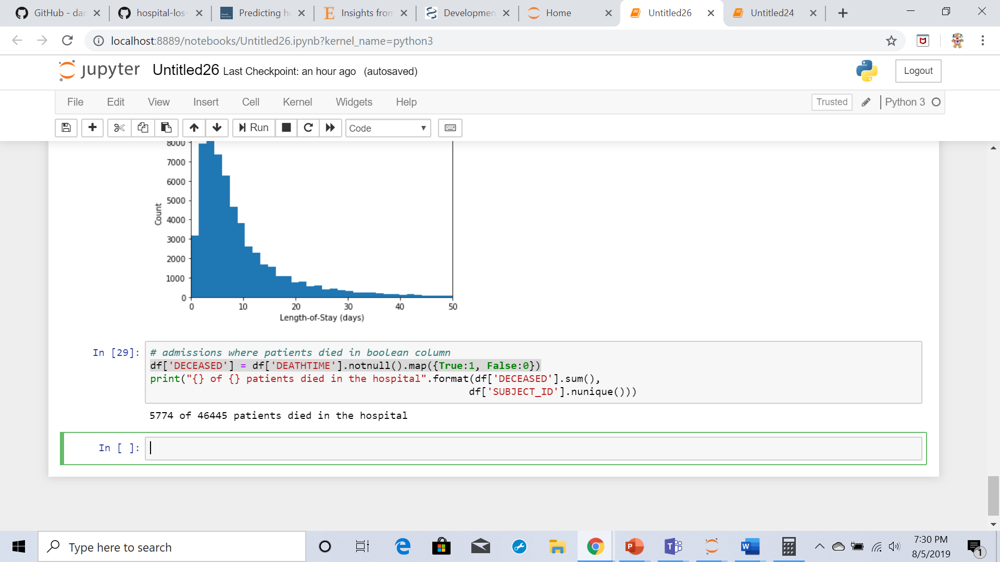 GitHub - dar
hospital-los-
Predicting ho
Insights from
Developmen
Home
Untitled26
Untitled24
localhost:8889/notebooks/Untitled26.ipynb?kernel_name=python3
jupyter Untitled26 Last Checkpoint: an hour ago (autosaved)
Logout
File Edit View Insert Cell Kernel Widgets Help
Trusted
Python 3
Run
Code
8000
7000
6000
5000
4000
3000
2000
1000
0
Count
0 10 20 30 40 50
Length-of-Stay (days)
In [29]:
# admissions where patients died in boolean column
df['DECEASED'] = df['DEATHTIME'].notnull().map({True:1, False:0})
print("{} of {} patients died in the hospital".format(df['DECEASED'].sum(),
df['SUBJECT_ID'].nunique()))
5774 of 46445 patients died in the hospital
In [ ]:
Type here to search
7:30 PM
8/5/2019
1